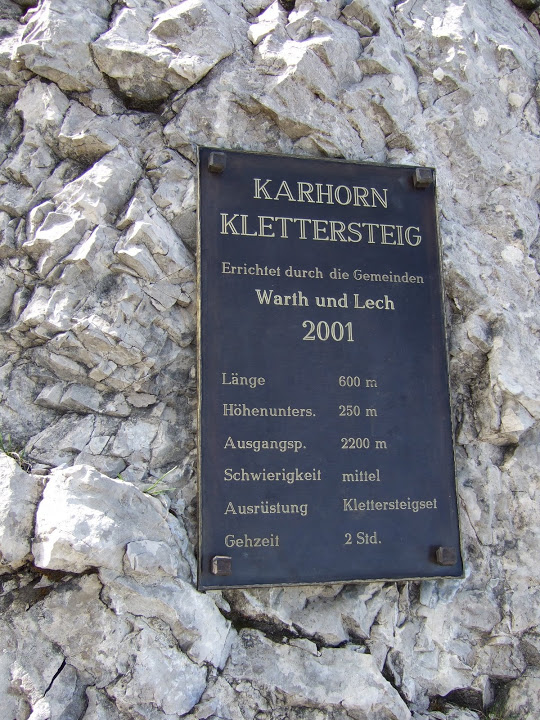 KARHORN
KLETTERSTEIG
Errichtet durch die Gemeinden
Warth und Lech
2001
Länge 600 m
Höhenunters. 250 m
Ausgangsp. 2200 m
Schwierigkeit mittel
Ausrüstung Klettersteigset
Gehzeit 2 Std.